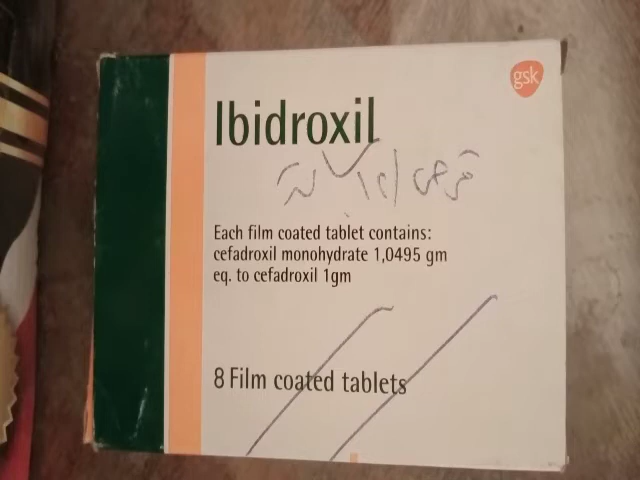 gsk
Ibidroxil
Each film coated tablet contains:
cefadroxil monohydrate 1,0495 gm
eq. to cefadroxil 1gm
8 Film coated tablets